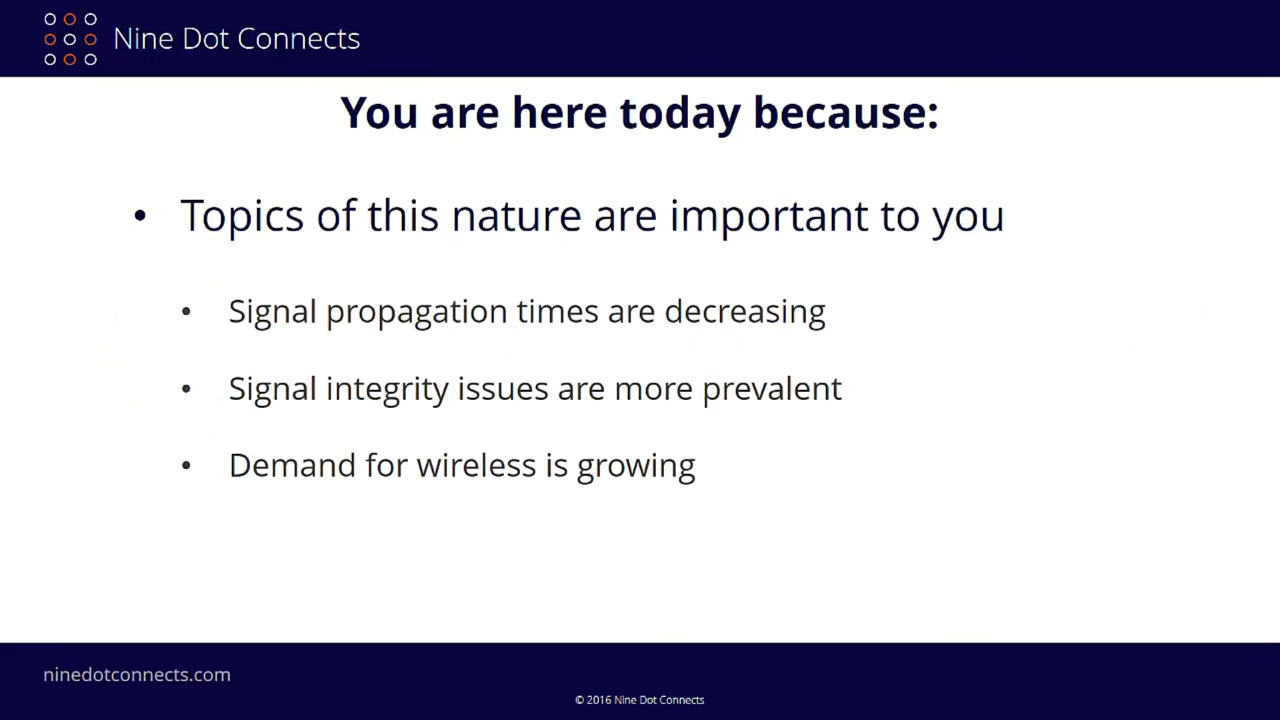 Nine Dot Connects
You are here today because:
• Topics of this nature are important to you
• Signal propagation times are decreasing
• Signal integrity issues are more prevalent
• Demand for wireless is growing
ninedotconnects.com
© 2016 Nine Dot Connects